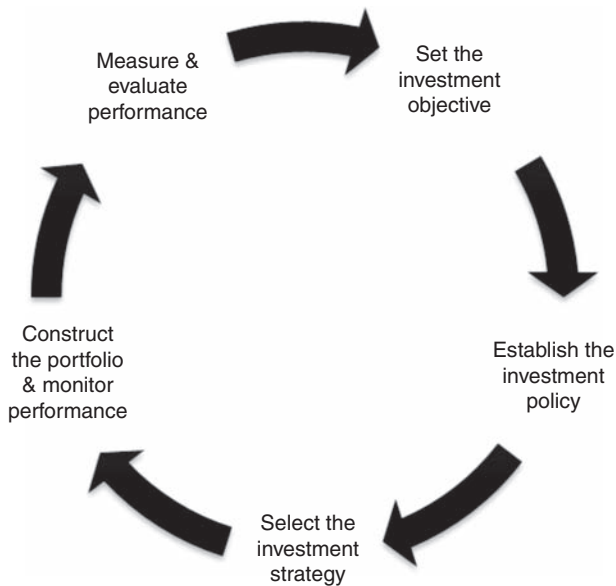 Measure &
evaluate
performance
Set the
investment
objective
Establish the
investment
policy
Select the
investment
strategy
Construct
the portfolio
& monitor
performance